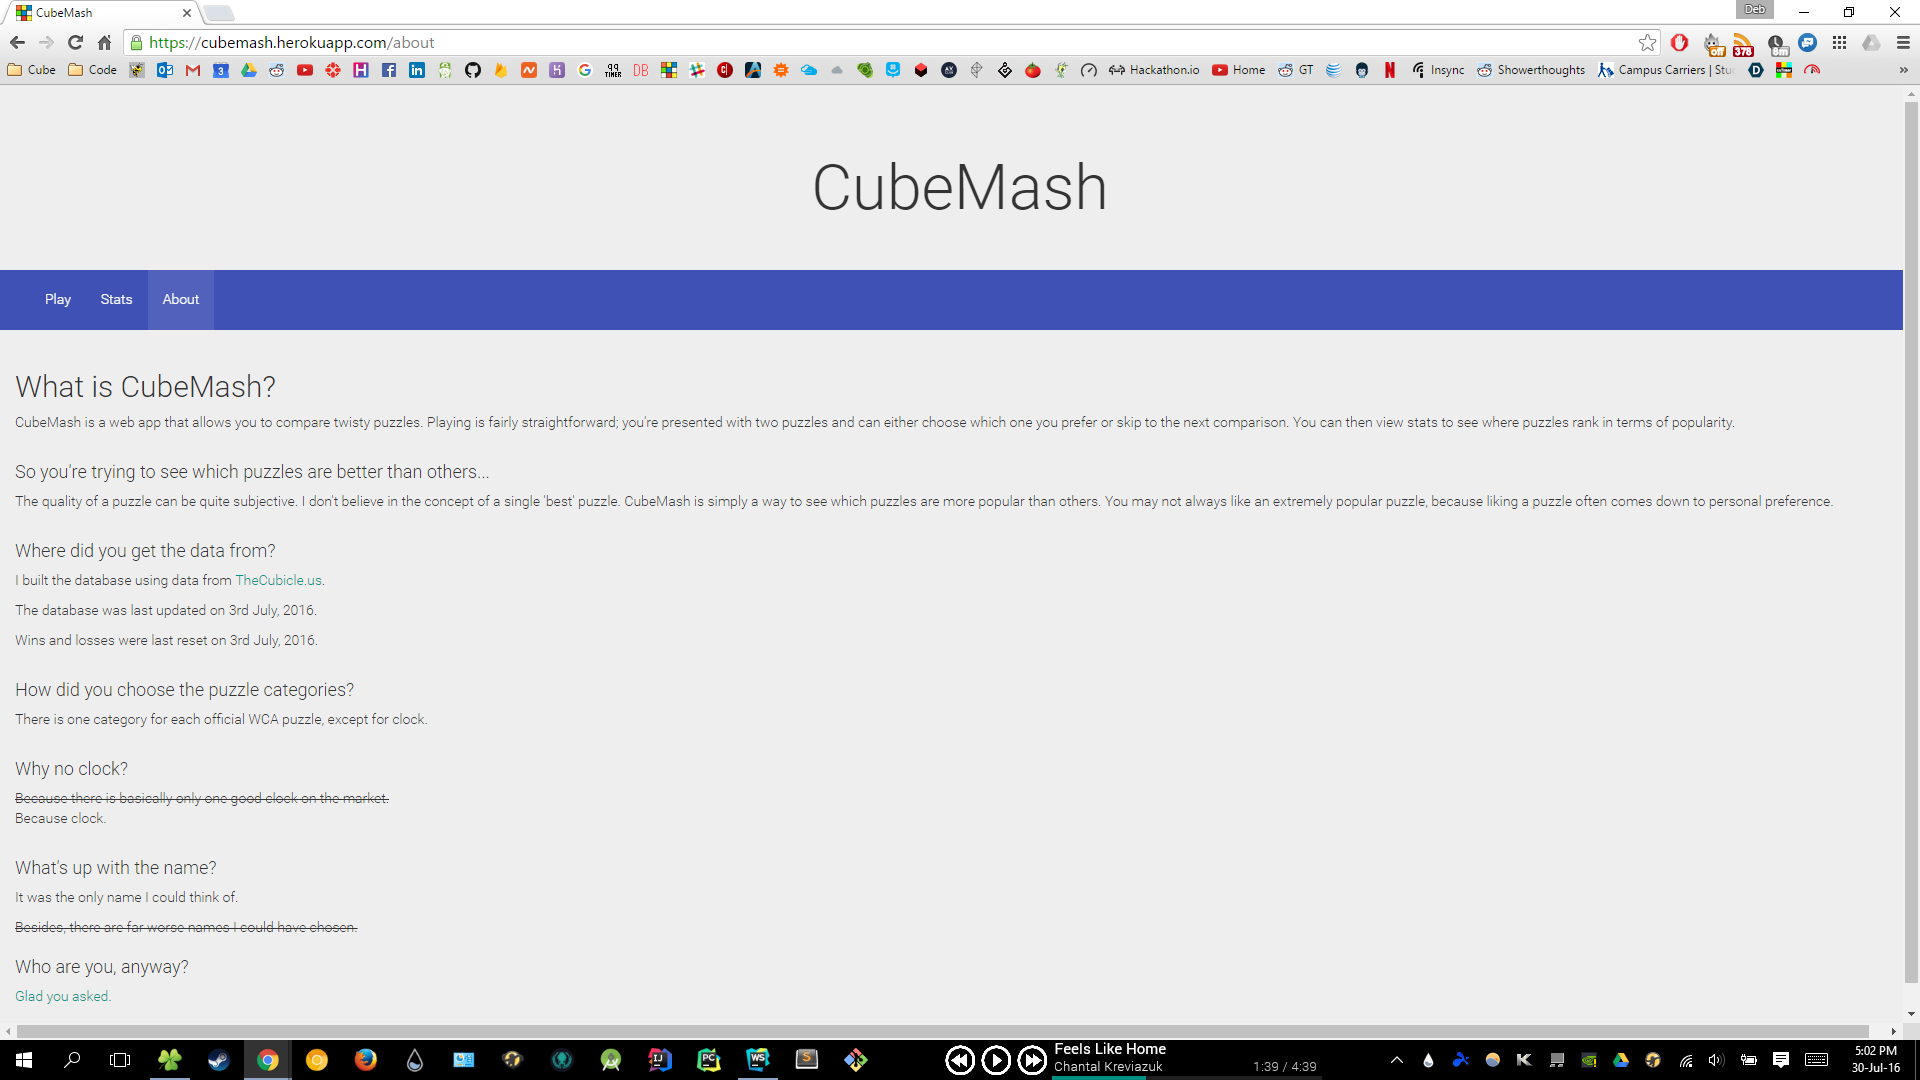 CubeMash
Deb
https://cubemash.herokuapp.com/about
off
378
8m
Cube
Code
3
TIMER
DB
Hackathon.io
Home
GT
Insync
Showerthoughts
Campus Carriers | Stu
CubeMash
Play
Stats
About
What is CubeMash?
CubeMash is a web app that allows you to compare twisty puzzles. Playing is fairly straightforward; you're presented with two puzzles and can either choose which one you prefer or skip to the next comparison. You can then view stats to see where puzzles rank in terms of popularity.
So you're trying to see which puzzles are better than others...
The quality of a puzzle can be quite subjective. I don't believe in the concept of a single 'best' puzzle. CubeMash is simply a way to see which puzzles are more popular than others. You may not always like an extremely popular puzzle, because liking a puzzle often comes down to personal preference.
Where did you get the data from?
I built the database using data from TheCubicle.us.
The database was last updated on 3rd July, 2016.
Wins and losses were last reset on 3rd July, 2016.
How did you choose the puzzle categories?
There is one category for each official WCA puzzle, except for clock.
Why no clock?
Because there is basically only one good clock on the market.
Because clock.
What's up with the name?
It was the only name I could think of.
Besides, there are far worse names I could have chosen.
Who are you, anyway?
Glad you asked.
Feels Like Home
Chantal Kreviazuk
1:39 / 4:39
5:02 PM
30-Jul-16